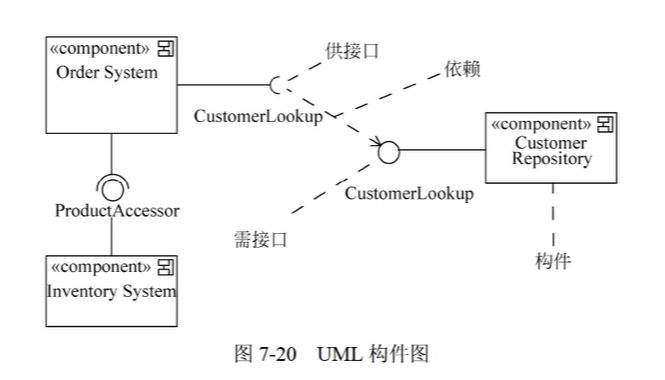 «component»
Order System
供接口
依赖
CustomerLookup
«component»
Customer
Repository
CustomerLookup
ProductAccessor
需接口
构件
«component»
Inventory System
图 7-20 UML 构件图